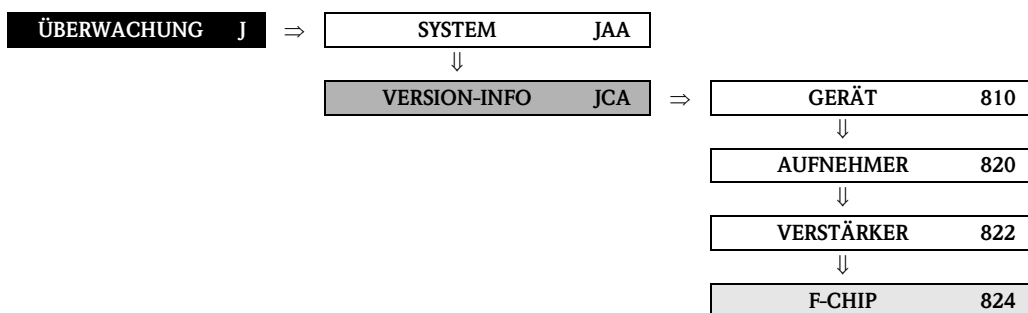 ÜBERWACHUNG J ⇒ SYSTEM JAA
⇓
VERSION-INFO JCA ⇒ GERÄT 810
⇓
AUFNEHMER 820
⇓
VERSTÄRKER 822
⇓
F-CHIP 824